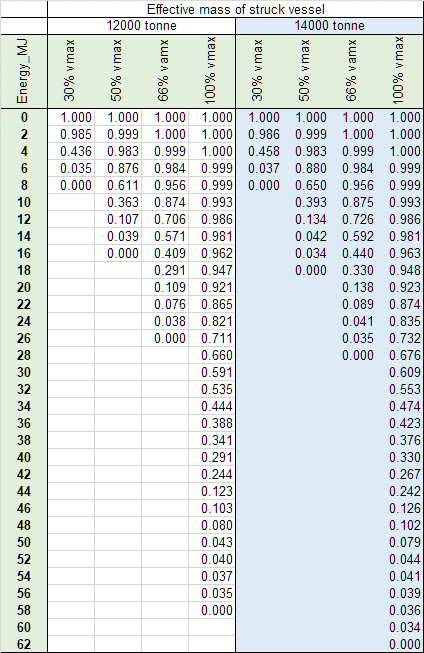 Effective mass of struck vessel
12000 tonne 14000 tonne
Energy_MJ 30% vmax 50% vmax 66% vamx 100% vmax 30% vmax 50% vmax 66% vamx 100% vmax
0 1.000 1.000 1.000 1.000 1.000 1.000 1.000 1.000
2 0.985 0.999 1.000 1.000 0.986 0.999 1.000 1.000
4 0.436 0.983 0.999 1.000 0.458 0.983 0.999 1.000
6 0.035 0.876 0.984 0.999 0.037 0.880 0.984 0.999
8 0.000 0.611 0.956 0.999 0.000 0.650 0.956 0.999
10 0.363 0.874 0.993 0.393 0.875 0.993
12 0.107 0.706 0.986 0.134 0.726 0.986
14 0.039 0.571 0.981 0.042 0.592 0.981
16 0.000 0.409 0.962 0.034 0.440 0.963
18 0.291 0.947 0.000 0.330 0.948
20 0.109 0.921 0.138 0.923
22 0.076 0.865 0.089 0.874
24 0.038 0.821 0.041 0.835
26 0.000 0.711 0.035 0.732
28 0.660 0.000 0.676
30 0.591 0.609
32 0.535 0.553
34 0.444 0.474
36 0.388 0.423
38 0.341 0.376
40 0.291 0.330
42 0.244 0.267
44 0.123 0.242
46 0.103 0.126
48 0.080 0.102
50 0.043 0.079
52 0.040 0.044
54 0.037 0.041
56 0.035 0.039
58 0.000 0.036
60 0.034
62 0.000